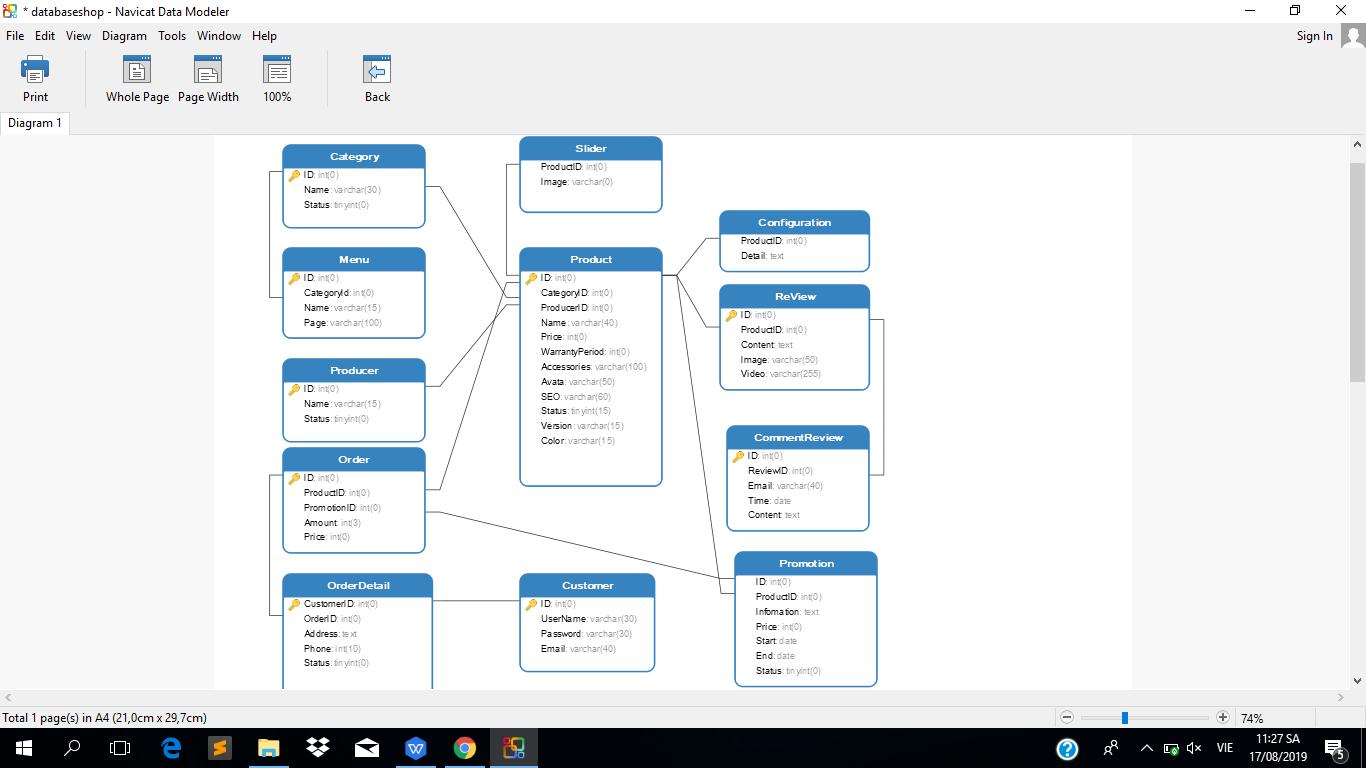 * databaseshop - Navicat Data Modeler
File Edit View Diagram Tools Window Help
Sign In
Print
Whole Page
Page Width
100%
Back
Diagram 1
Category
ID: int(0)
Name: varchar(30)
Status: tinyint(0)
Menu
ID: int(0)
CategoryId: int(0)
Name: varchar(15)
Page: varchar(100)
Producer
ID: int(0)
Name: varchar(15)
Status: tinyint(0)
Order
ID: int(0)
ProductID: int(0)
PromotionID: int(0)
Amount: int(3)
Price: int(0)
OrderDetail
CustomerID: int(0)
OrderID: int(0)
Address: text
Phone: int(10)
Status: tinyint(0)
Slider
ProductID: int(0)
Image: varchar(0)
Product
ID: int(0)
CategoryID: int(0)
ProducerID: int(0)
Name: varchar(40)
Price: int(0)
WarrantyPeriod: int(0)
Accessories: varchar(100)
Avata: varchar(50)
SEO: varchar(60)
Status: tinyint(15)
Version: varchar(15)
Color: varchar(15)
Customer
ID: int(0)
UserName: varchar(30)
Password: varchar(30)
Email: varchar(40)
Configuration
ProductID: int(0)
Detail: text
ReView
ID: int(0)
ProductID: int(0)
Content: text
Image: varchar(50)
Video: varchar(255)
CommentReview
ID: int(0)
ReviewID: int(0)
Email: varchar(40)
Time: date
Content: text
Promotion
ID: int(0)
ProductID: int(0)
Infomation: text
Price: int(0)
Start: date
End: date
Status: tinyint(0)
Total 1 page(s) in A4 (21,0cm x 29,7cm)
74%
VIE
11:27 SA
17/08/2019
5